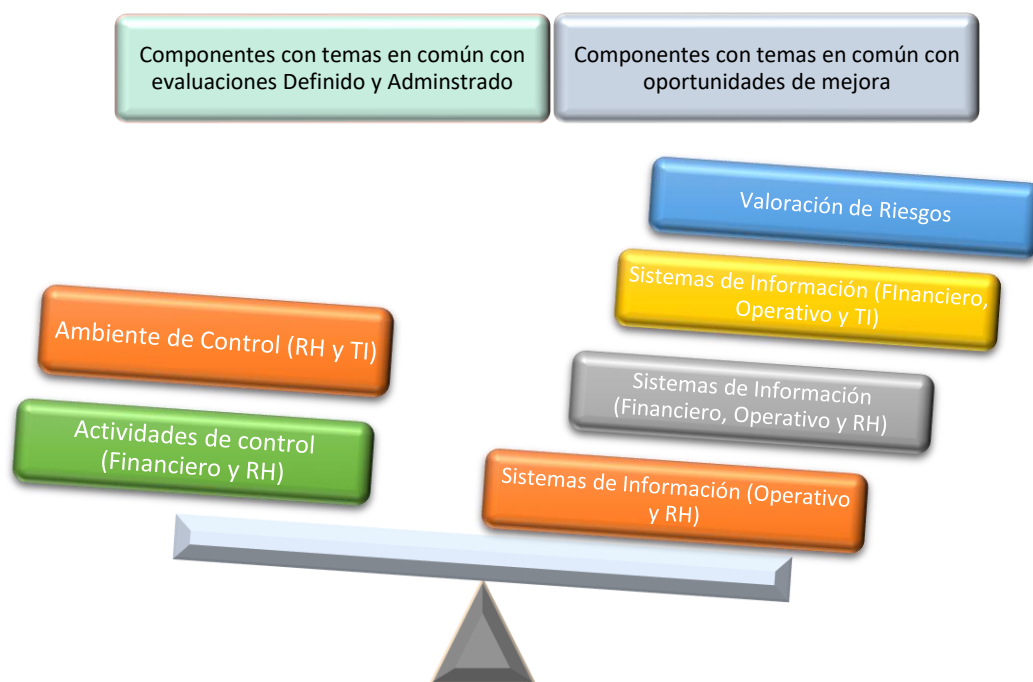 Componentes con temas en común con
evaluaciones Definido y Adminstrado
Componentes con temas en común con
oportunidades de mejora
Valoración de Riesgos
Sistemas de Información (FInanciero,
Operativo y TI)
Ambiente de Control (RH y TI)
Sistemas de Información
(Financiero, Operativo y RH)
Actividades de control
(Financiero y RH)
Sistemas de Información (Operativo
y RH)